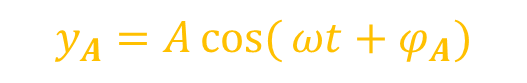 y_A = A cos( ωt + φ_A)